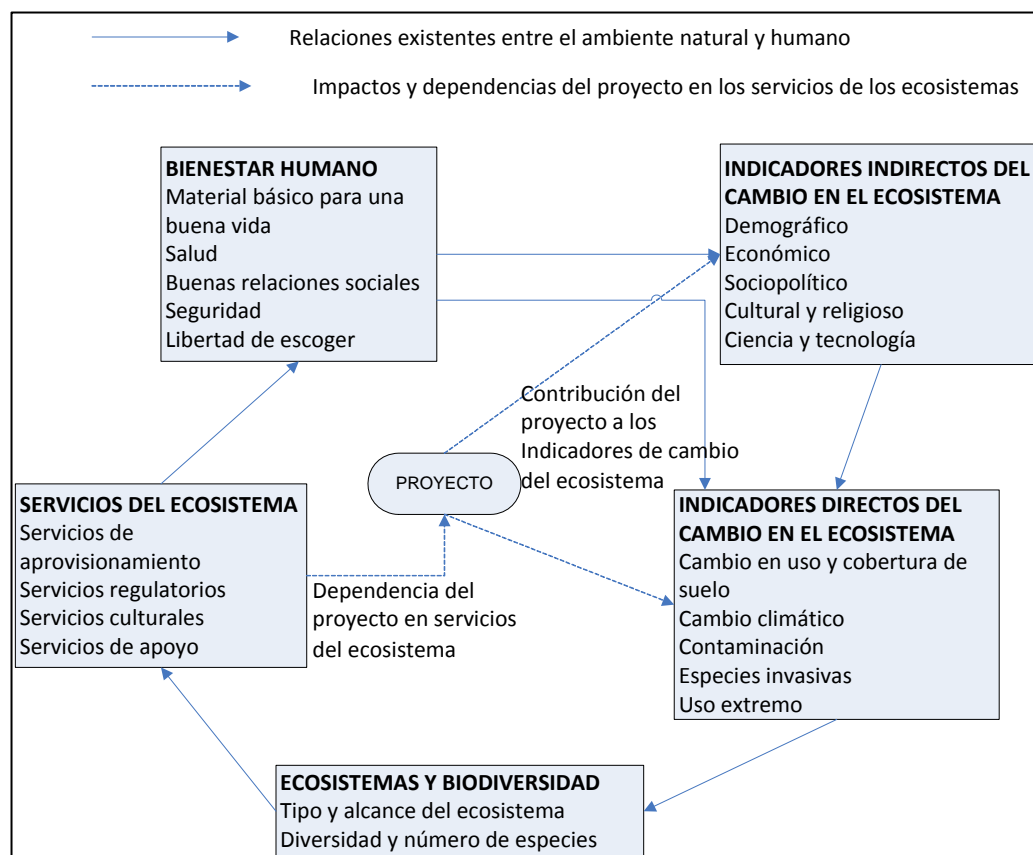 Relaciones existentes entre el ambiente natural y humano
Impactos y dependencias del proyecto en los servicios de los ecosistemas
BIENESTAR HUMANO
Material básico para una
buena vida
Salud
Buenas relaciones sociales
Seguridad
Libertad de escoger
INDICADORES INDIRECTOS DEL
CAMBIO EN EL ECOSISTEMA
Demográfico
Económico
Sociopolítico
Cultural y religioso
Ciencia y tecnología
Contribución del
proyecto a los
Indicadores de cambio
del ecosistema
PROYECTO
SERVICIOS DEL ECOSISTEMA
Servicios de
aprovisionamiento
Servicios regulatorios
Servicios culturales
Servicios de apoyo
Dependencia del
proyecto en servicios
del ecosistema
INDICADORES DIRECTOS DEL
CAMBIO EN EL ECOSISTEMA
Cambio en uso y cobertura de
suelo
Cambio climático
Contaminación
Especies invasivas
Uso extremo
ECOSISTEMAS Y BIODIVERSIDAD
Tipo y alcance del ecosistema
Diversidad y número de especies